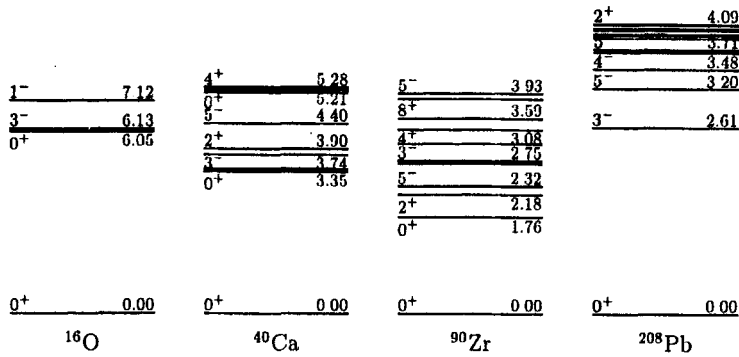 1⁻ 7.12
3⁻ 6.13
0⁺ 6.05
0⁺ 0.00
¹⁶O
4⁺ 5.28
0⁺ 5.21
5⁻ 4 40
2⁺ 3.90
3⁻ 3.74
0⁺ 3.35
0⁺ 0 00
⁴⁰Ca
5⁻ 3 93
8⁺ 3.59
4⁺ 3.08
3⁻ 2 75
5⁻ 2 32
2⁺ 2.18
0⁺ 1.76
0⁺ 0 00
⁹⁰Zr
2⁺ 4.09
5⁻ 3.71
4⁻ 3.48
5⁻ 3 20
3⁻ 2.61
0⁺ 0 00
²⁰⁸Pb